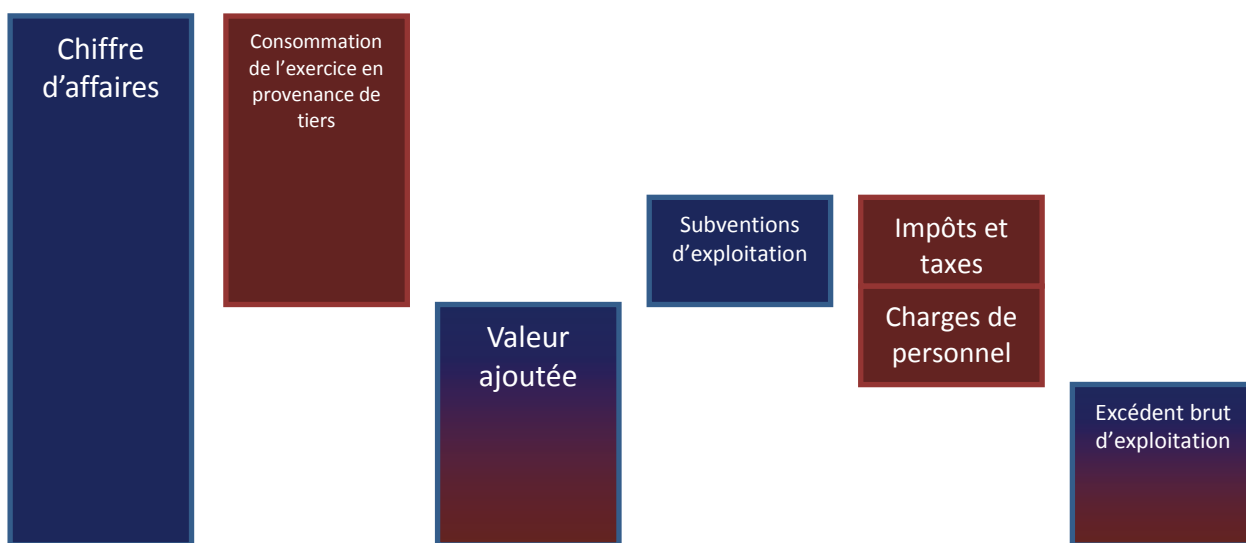 Chiffre
d’affaires
Consommation
de l’exercice en
provenance de
tiers
Valeur
ajoutée
Subventions
d’exploitation
Impôts et
taxes
Charges de
personnel
Excédent brut
d’exploitation